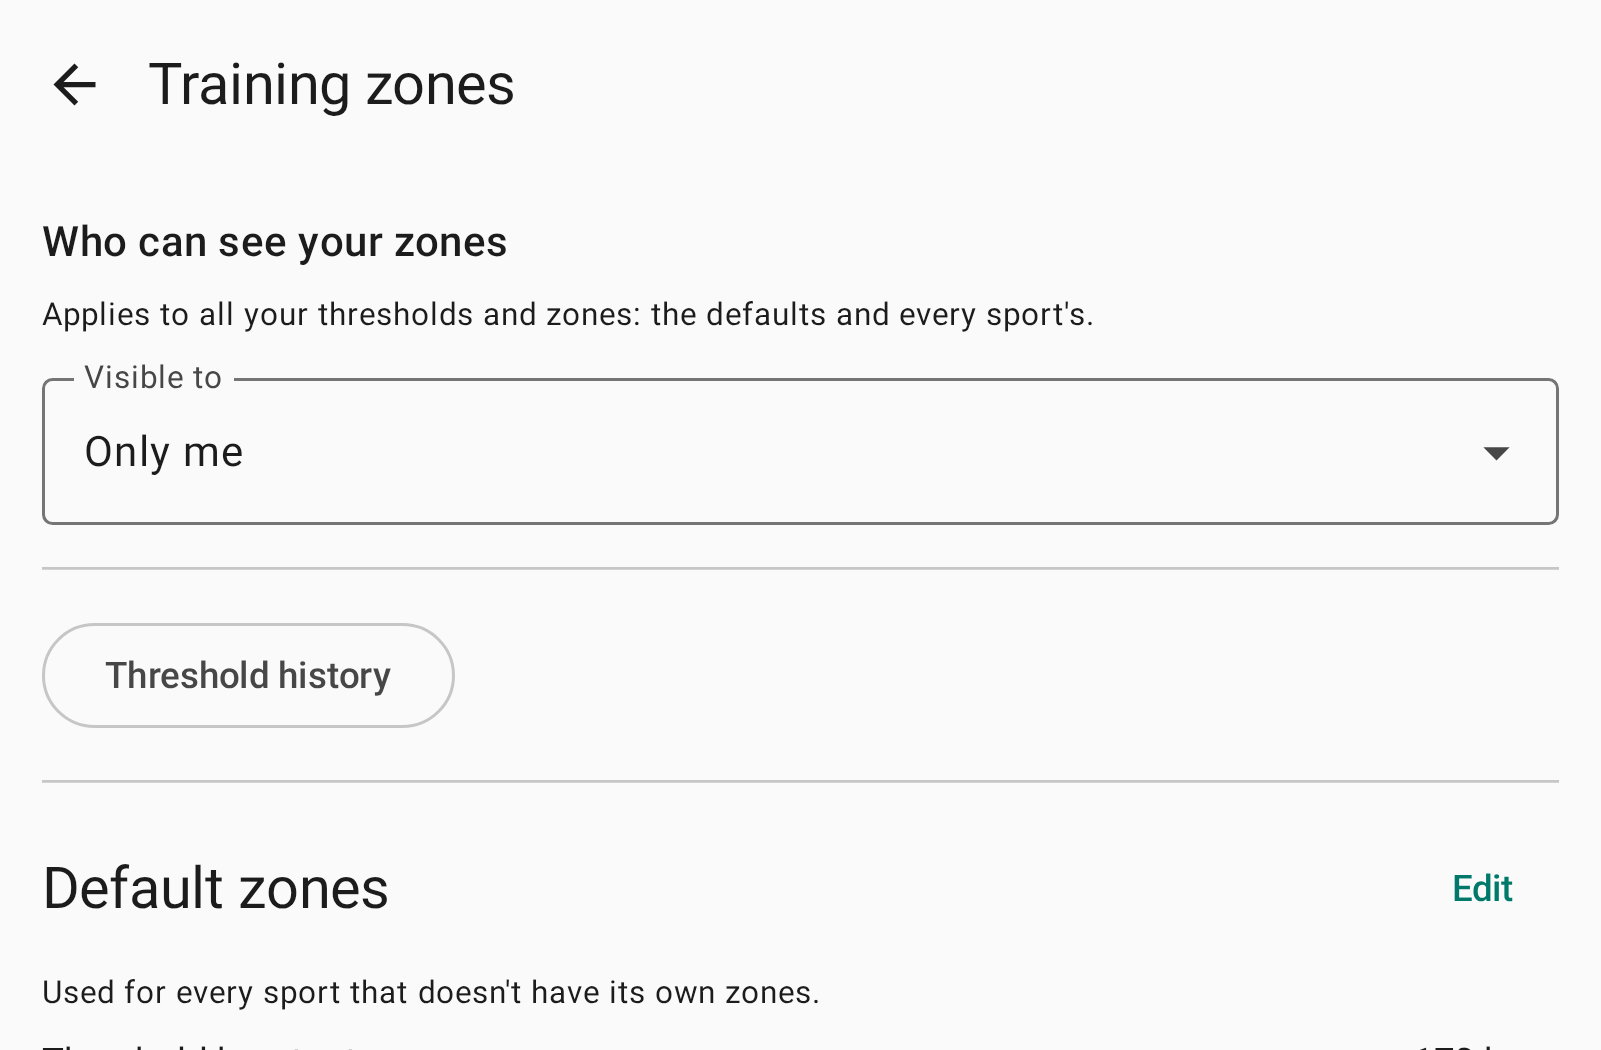 Training zones
Who can see your zones
Applies to all your thresholds and zones: the defaults and every sport's.
Visible to
Only me
Threshold history
Default zones
Edit
Used for every sport that doesn't have its own zones.